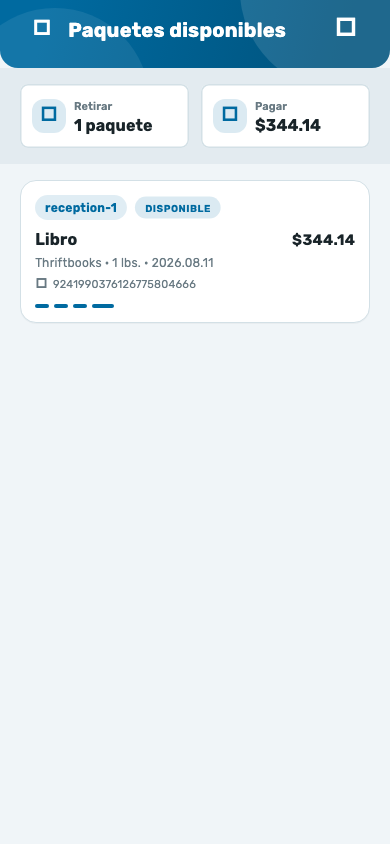 Paquetes disponibles
Retirar
1 paquete
Pagar
$344.14
reception-1
DISPONIBLE
Libro
$344.14
Thriftbooks • 1 lbs. • 2026.08.11
9241990376126775804666